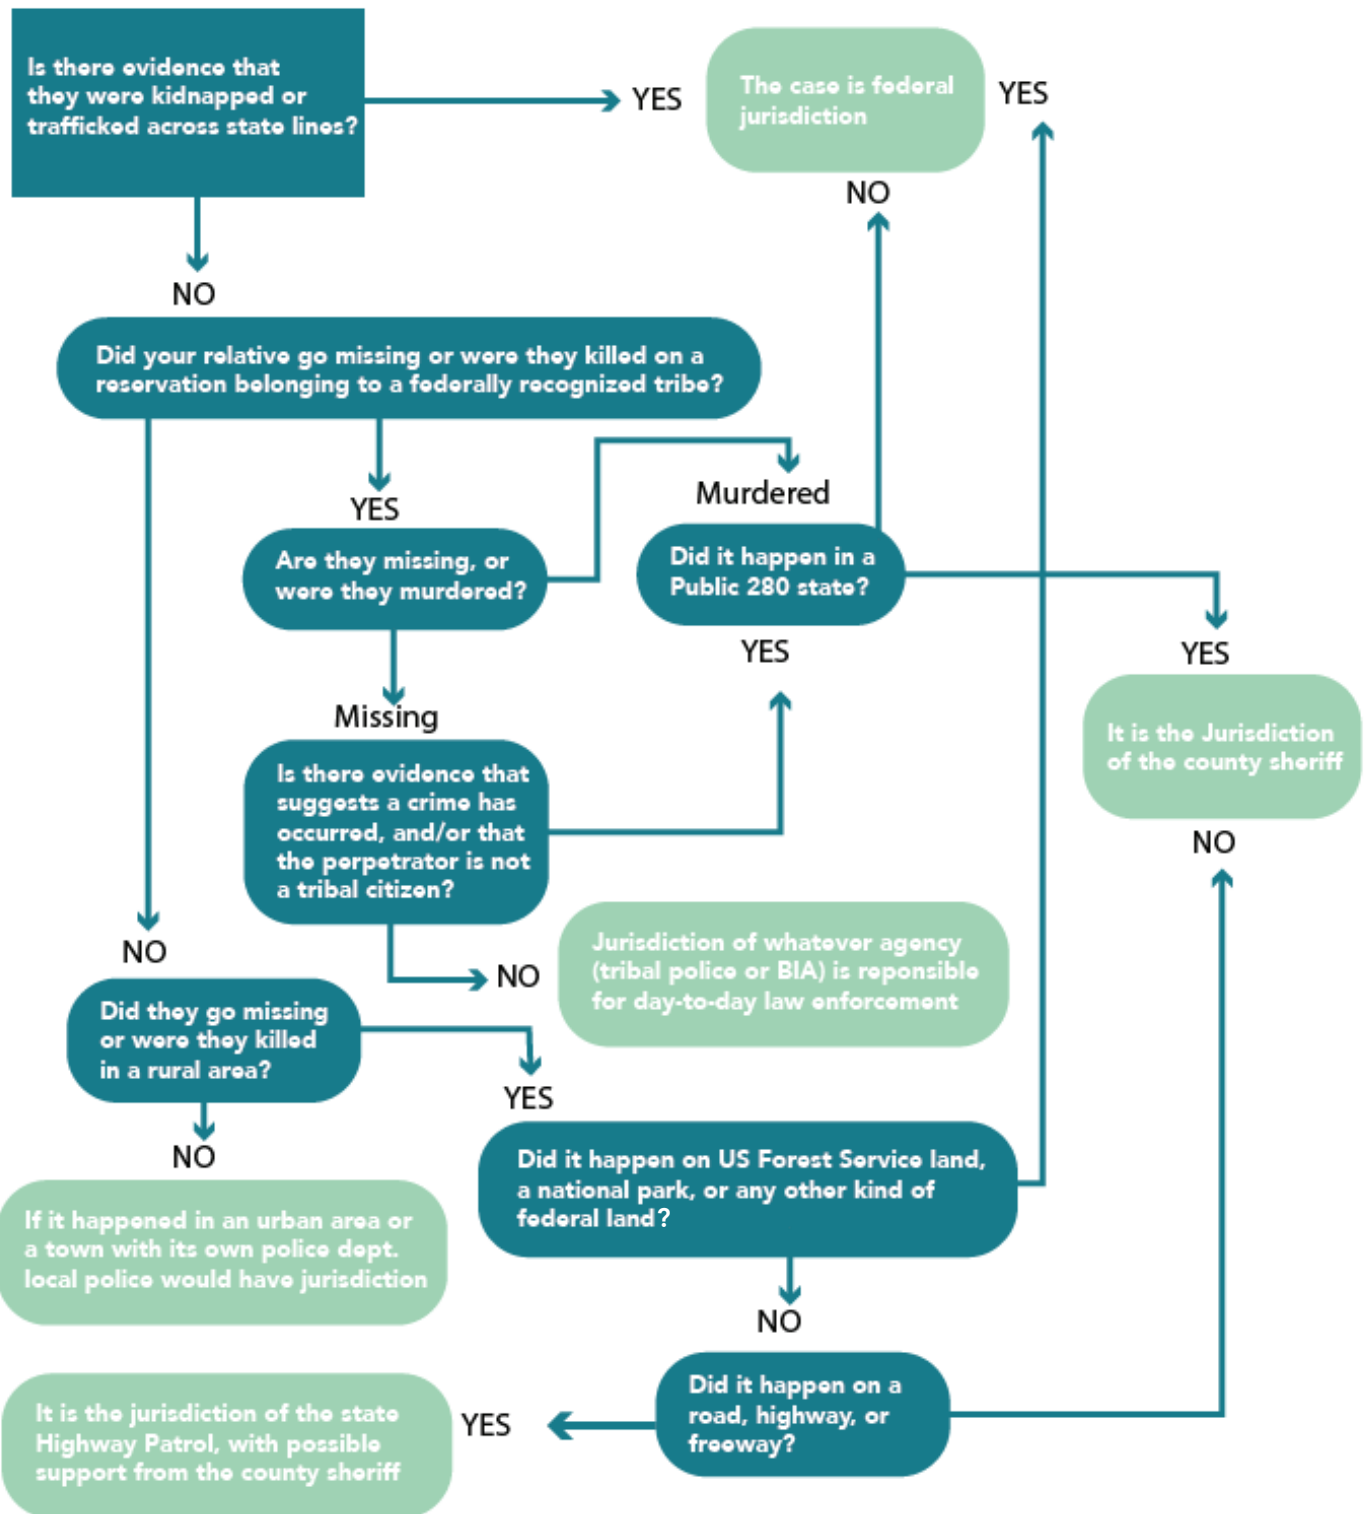 Is there evidence that
they were kidnapped or
trafficked across state lines?
YES
The case is federal
jurisdiction
YES
NO
NO
Did your relative go missing or were they killed on a
reservation belonging to a federally recognized tribe?
YES
Murdered
Are they missing, or
were they murdered?
Did it happen in a
Public 280 state?
YES
YES
Missing
It is the Jurisdiction
of the county sheriff
Is there evidence that
suggests a crime has
occurred, and/or that
the perpetrator is not
a tribal citizen?
NO
NO
NO
Jurisdiction of whatever agency
(tribal police or BIA) is reponsible
for day-to-day law enforcement
Did they go missing
or were they killed
in a rural area?
YES
NO
Did it happen on US Forest Service land,
a national park, or any other kind of
federal land?
If it happened in an urban area or
a town with its own police dept.
local police would have jurisdiction
NO
Did it happen on a
road, highway, or
freeway?
YES
It is the jurisdiction of the state
Highway Patrol, with possible
support from the county sheriff